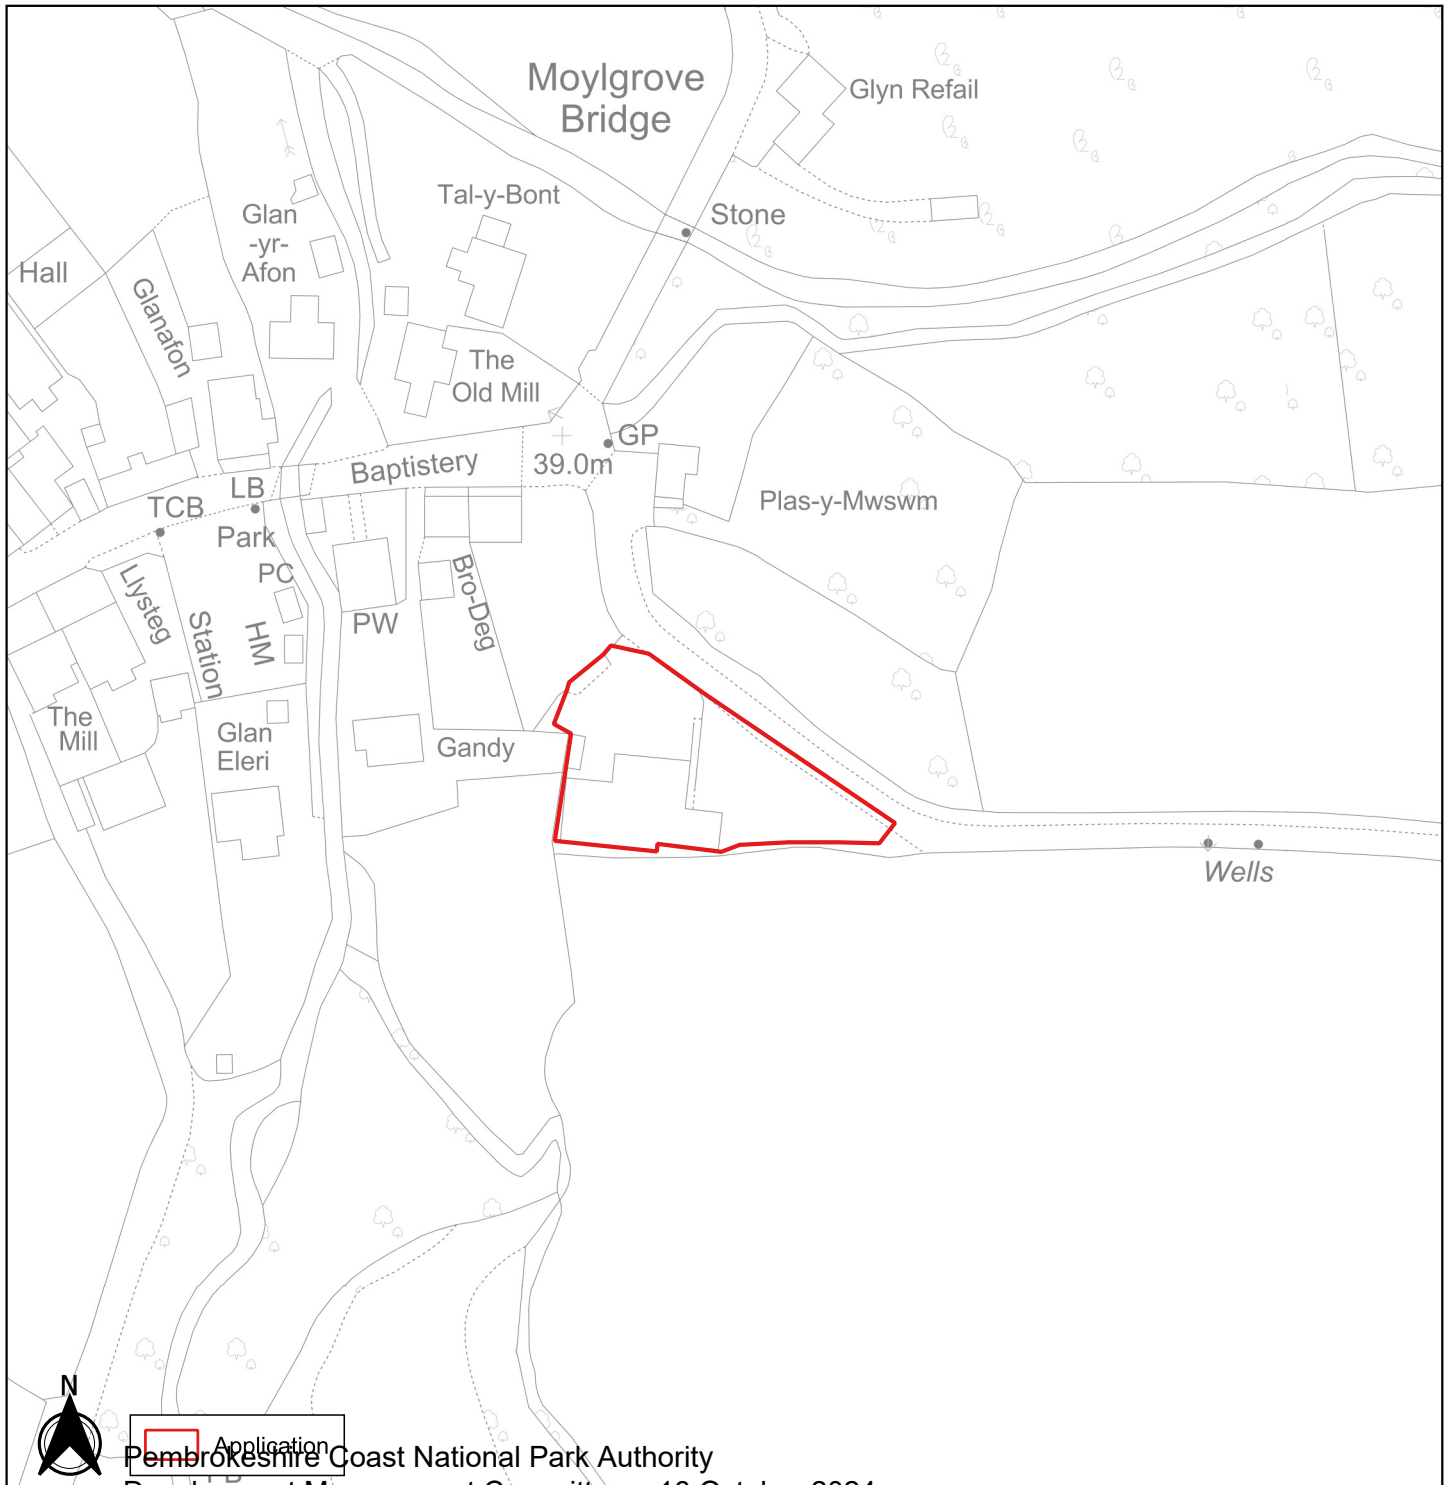 Moylgrove
Bridge
Glyn Refail
Tal-y-Bont
Stone
Glan
-yr-
Afon
Hall
Glanafon
The
Old Mill
GP
39.0m
Baptistery
LB
TCB
Park
PC
Plas-y-Mwswm
Llysteg
Station
HM
PW
Bro-Deg
The
Mill
Glan
Eleri
Gandy
Wells
N
Application
Pembrokeshire Coast National Park Authority